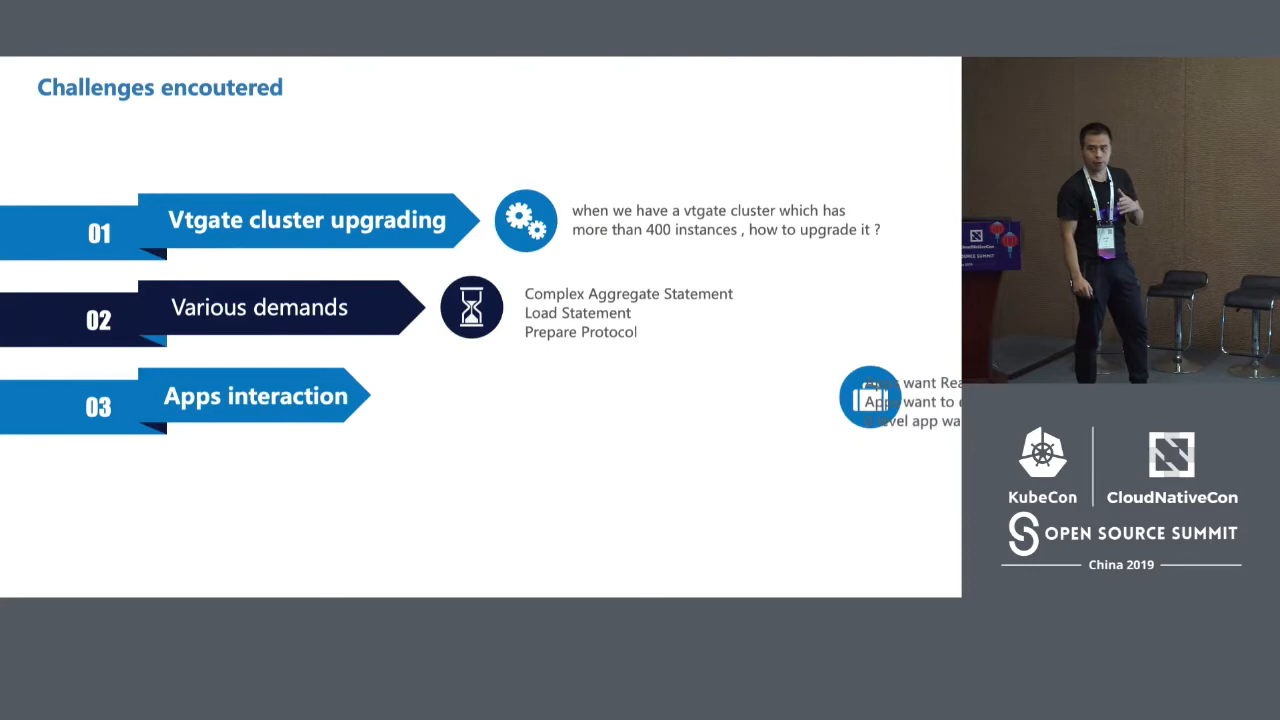 Challenges encoutered
01
Vtgate cluster upgrading
when we have a vtgate cluster which has
more than 400 instances , how to upgrade it ?
02
Various demands
Complex Aggregate Statement
Load Statement
Prepare Protocol
03
Apps interaction
Apps want Rea
Apps want to
level app wa
KubeCon
CloudNativeCon
OPEN SOURCE SUMMIT
China 2019